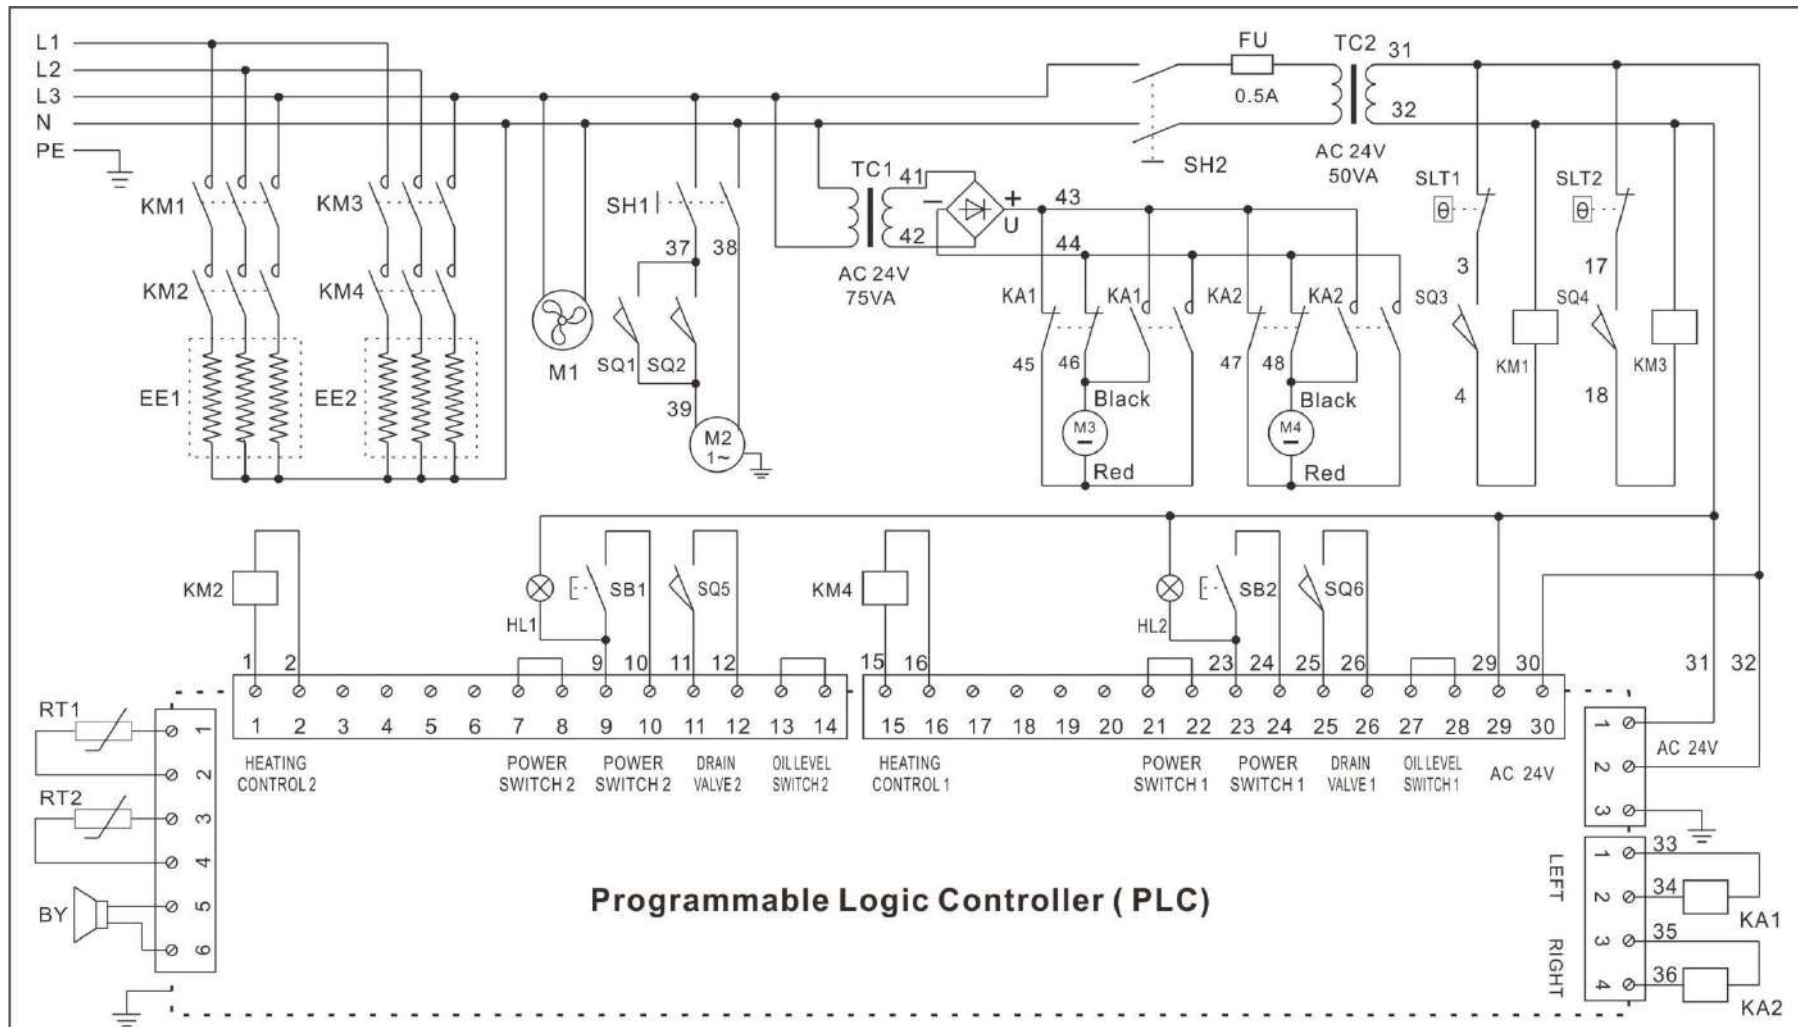 L1
L2
L3
N
PE
FU
0.5A
TC2
31
32
AC 24V
50VA
SH2
KM1
KM3
KM2
KM4
EE1
EE2
M1
SH1
37
38
SQ1
SQ2
39
M2
1~
TC1
41
42
AC 24V
75VA
−
+
U
43
44
KA1
KA1
KA2
KA2
45
46
47
48
Black
Black
M3
M4
Red
Red
SLT1
θ
SLT2
θ
3
17
SQ3
SQ4
KM1
KM3
4
18
KM2
HL1
SB1
SQ5
KM4
HL2
SB2
SQ6
1 2 9 10 11 12 15 16 23 24 25 26 29 30 31 32
1 2 3 4 5 6 7 8 9 10 11 12 13 14 15 16 17 18 19 20 21 22 23 24 25 26 27 28 29 30
HEATING
CONTROL 2
POWER
SWITCH 2
POWER
SWITCH 2
DRAIN
VALVE 2
OIL LEVEL
SWITCH 2
HEATING
CONTROL 1
POWER
SWITCH 1
POWER
SWITCH 1
DRAIN
VALVE 1
OIL LEVEL
SWITCH 1
AC 24V
1
2
3
AC 24V
RT1
RT2
BY
1
2
3
4
5
6
Programmable Logic Controller ( PLC)
LEFT
RIGHT
1
2
3
4
33
34
35
36
KA1
KA2